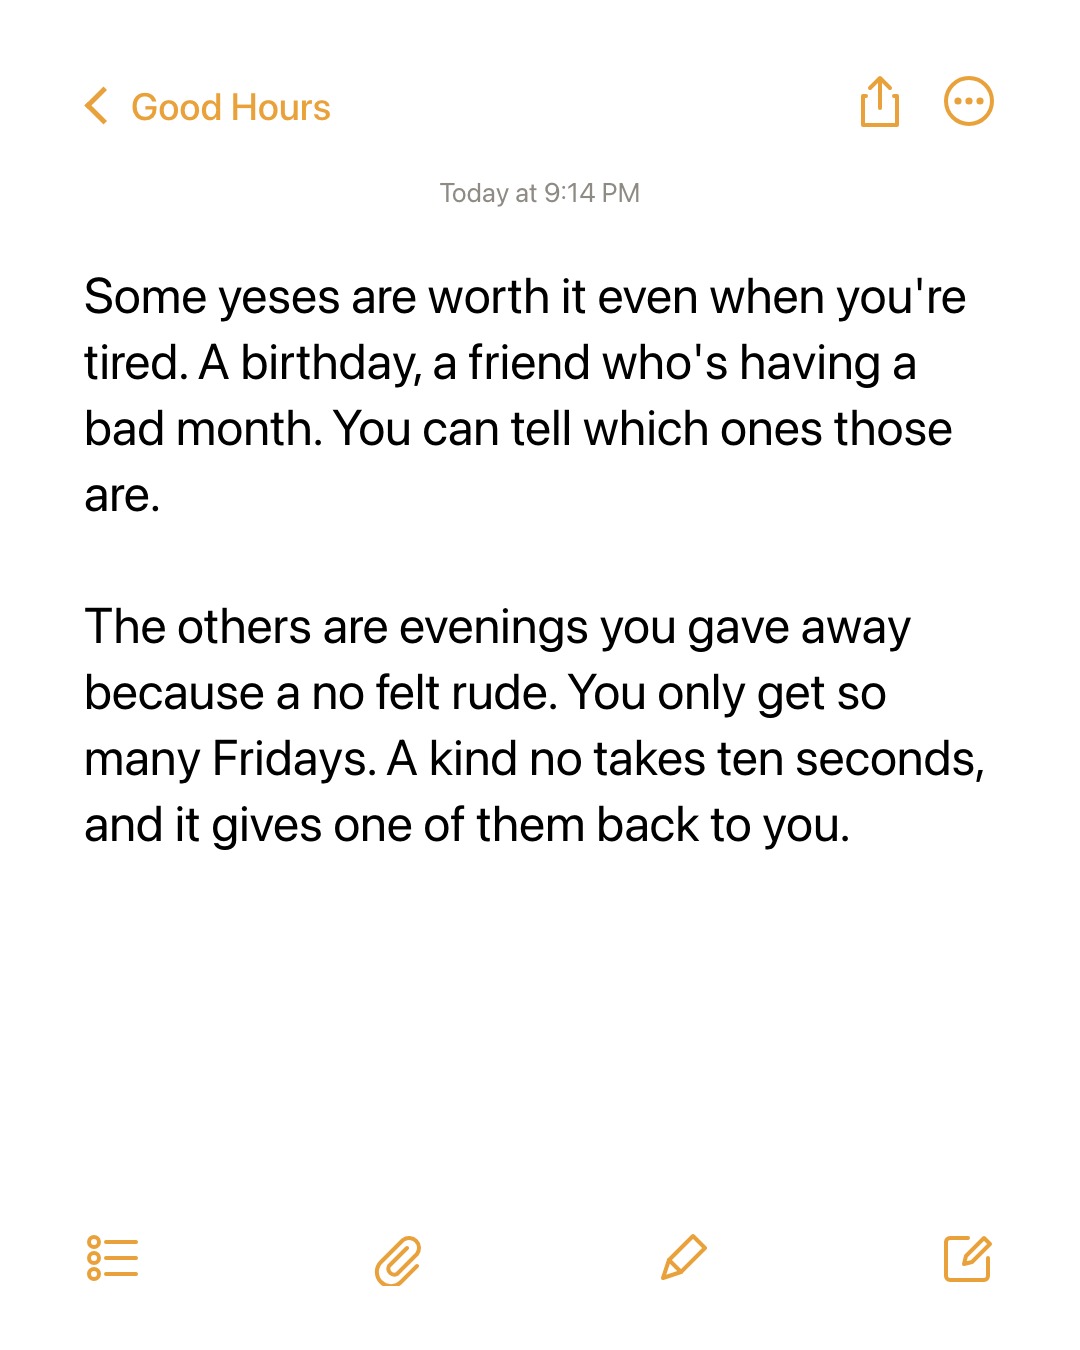 Good Hours
Today at 9:14 PM
Some yeses are worth it even when you're
tired. A birthday, a friend who's having a
bad month. You can tell which ones those
are.
The others are evenings you gave away
because a no felt rude. You only get so
many Fridays. A kind no takes ten seconds,
and it gives one of them back to you.